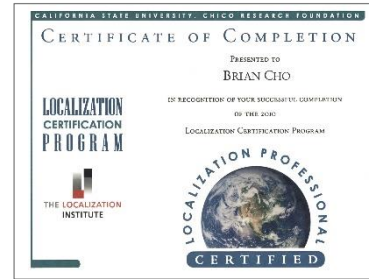 CALIFORNIA STATE UNIVERSITY, CHICO RESEARCH FOUNDATION
CERTIFICATE OF COMPLETION
PRESENTED TO
BRIAN CHO
IN RECOGNITION OF YOUR SUCCESSFUL COMPLETION
OF THE 2010
LOCALIZATION CERTIFICATION PROGRAM
LOCALIZATION
CERTIFICATION
PROGRAM
THE LOCALIZATION
INSTITUTE
LOCALIZATION PROFESSIONAL
CERTIFIED